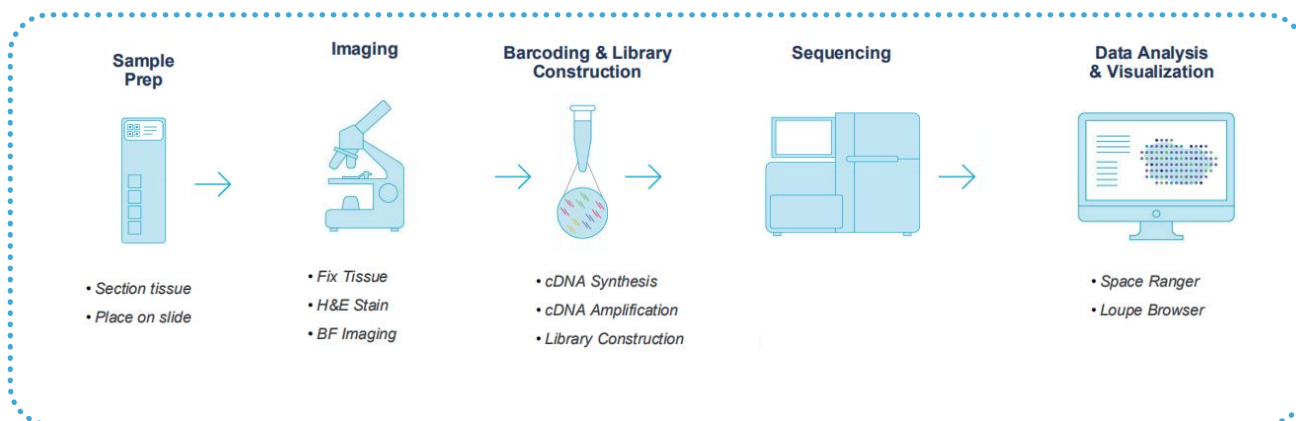 Sample
Prep
Imaging
Barcoding & Library
Construction
Sequencing
Data Analysis
& Visualization
• Section tissue
• Place on slide
• Fix Tissue
• H&E Stain
• BF Imaging
• cDNA Synthesis
• cDNA Amplification
• Library Construction
• Space Ranger
• Loupe Browser